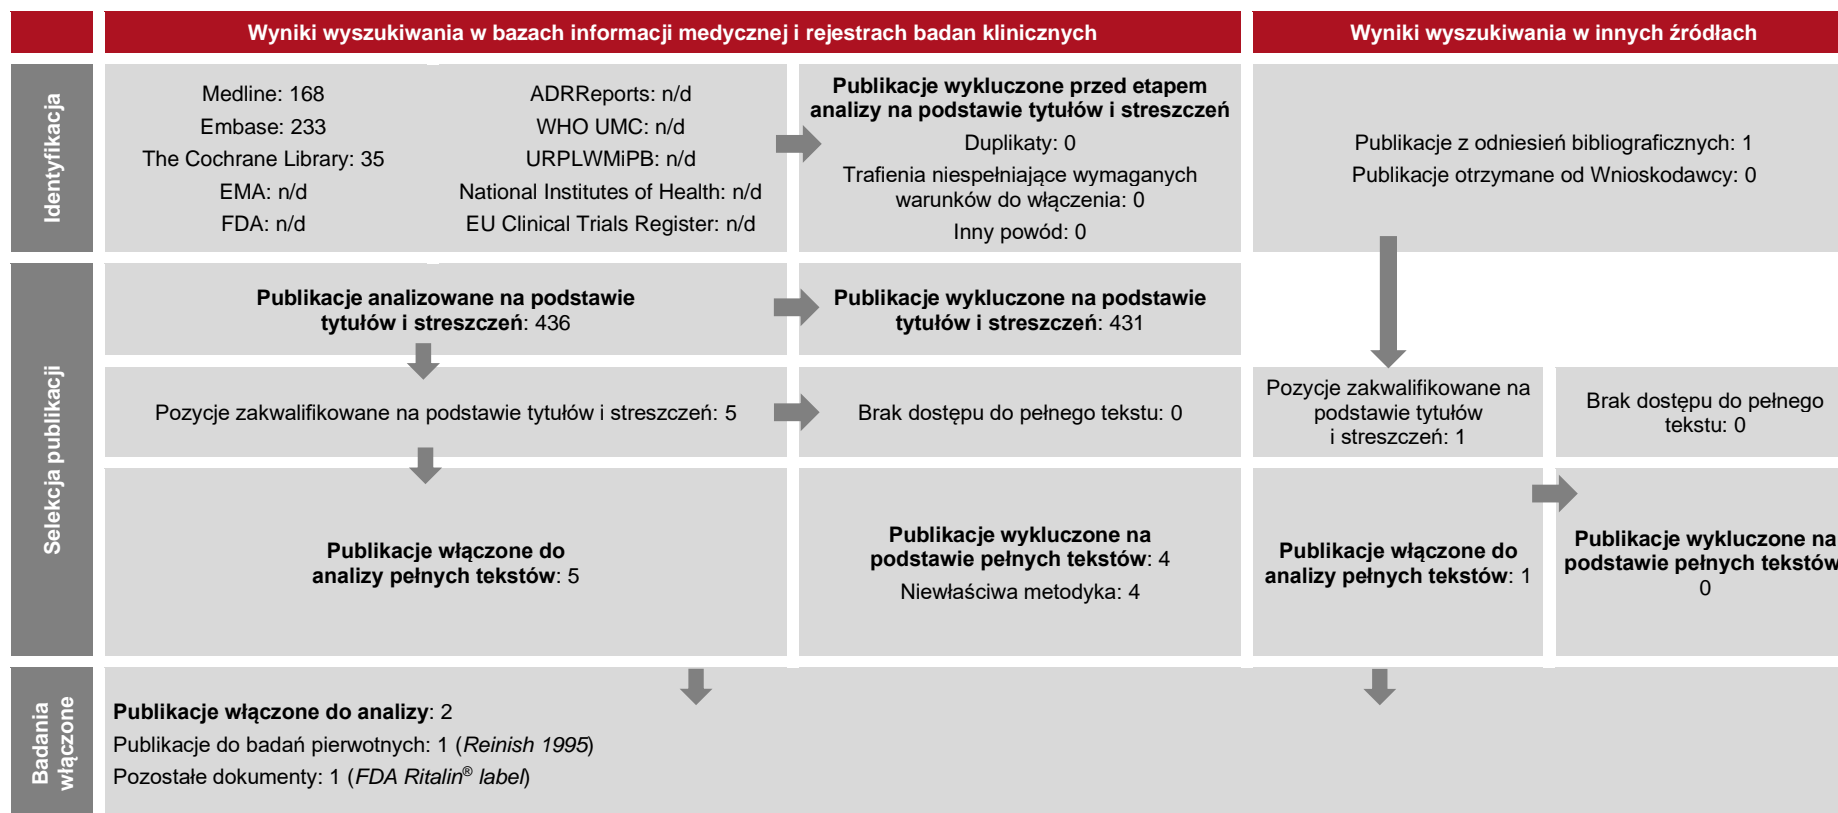 Wyniki wyszukiwania w bazach informacji medycznej i rejestrach badan klinicznych
Wyniki wyszukiwania w innych źródłach
Identyfikacja
Medline: 168
Embase: 233
The Cochrane Library: 35
EMA: n/d
FDA: n/d
ADRReports: n/d
WHO UMC: n/d
URPLWMiPB: n/d
National Institutes of Health: n/d
EU Clinical Trials Register: n/d
Publikacje wykluczone przed etapem
analizy na podstawie tytułów i streszczeń
Duplikaty: 0
Trafienia niespełniające wymaganych
warunków do włączenia: 0
Inny powód: 0
Publikacje z odniesień bibliograficznych: 1
Publikacje otrzymane od Wnioskodawcy: 0
Selekcja publikacji
Publikacje analizowane na podstawie
tytułów i streszczeń: 436
Publikacje wykluczone na podstawie
tytułów i streszczeń: 431
Pozycje zakwalifikowane na podstawie tytułów i streszczeń: 5
Brak dostępu do pełnego tekstu: 0
Pozycje zakwalifikowane na
podstawie tytułów
i streszczeń: 1
Brak dostępu do pełnego
tekstu: 0
Publikacje włączone do
analizy pełnych tekstów: 5
Publikacje wykluczone na
podstawie pełnych tekstów: 4
Niewłaściwa metodyka: 4
Publikacje włączone do
analizy pełnych tekstów: 1
Publikacje wykluczone na
podstawie pełnych tekstów
0
Badania
włączone
Publikacje włączone do analizy: 2
Publikacje do badań pierwotnych: 1 (Reinish 1995)
Pozostałe dokumenty: 1 (FDA Ritalin® label)